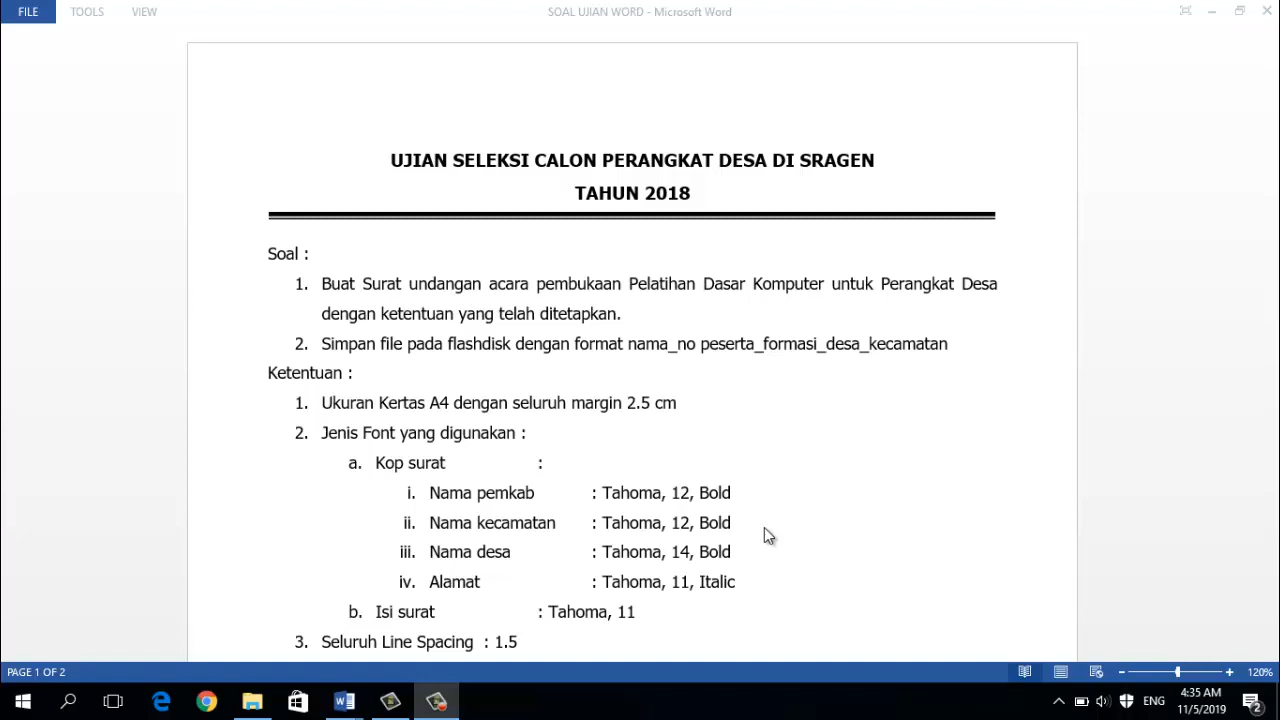 FILE TOOLS VIEW SOAL UJIAN WORD - Microsoft Word
UJIAN SELEKSI CALON PERANGKAT DESA DI SRAGEN
TAHUN 2018
Soal :
1. Buat Surat undangan acara pembukaan Pelatihan Dasar Komputer untuk Perangkat Desa
dengan ketentuan yang telah ditetapkan.
2. Simpan file pada flashdisk dengan format nama_no peserta_formasi_desa_kecamatan
Ketentuan :
1. Ukuran Kertas A4 dengan seluruh margin 2.5 cm
2. Jenis Font yang digunakan :
a. Kop surat :
i. Nama pemkab : Tahoma, 12, Bold
ii. Nama kecamatan : Tahoma, 12, Bold
iii. Nama desa : Tahoma, 14, Bold
iv. Alamat : Tahoma, 11, Italic
b. Isi surat : Tahoma, 11
3. Seluruh Line Spacing : 1.5
PAGE 1 OF 2 120%
4:35 AM
ENG
11/5/2019 2